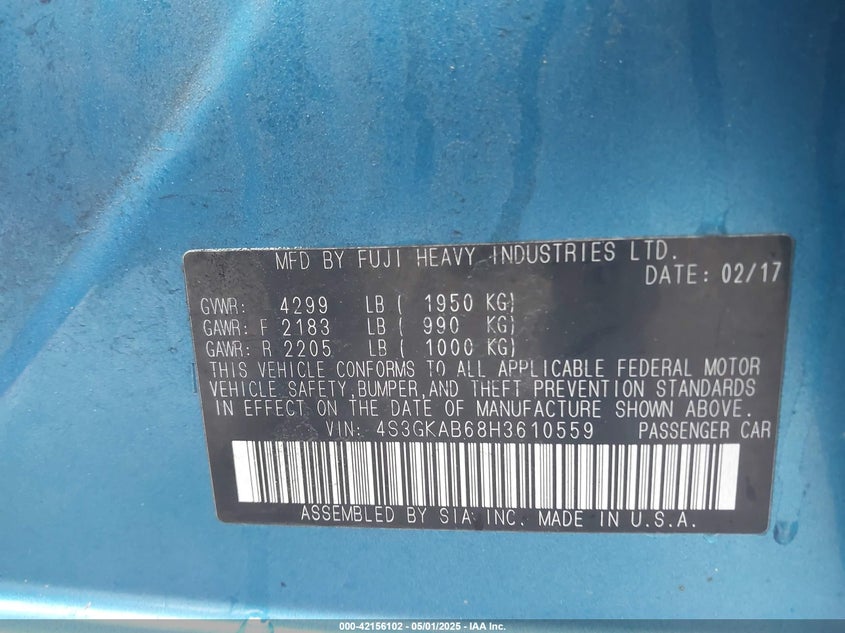 MFD BY FUJI HEAVY INDUSTRIES LTD.
DATE: 02/17
GVWR: 4299 LB ( 1950 KG)
GAWR: F 2183 LB ( 990 KG)
GAWR: R 2205 LB ( 1000 KG)
THIS VEHICLE CONFORMS TO ALL APPLICABLE FEDERAL MOTOR
VEHICLE SAFETY,BUMPER,AND THEFT PREVENTION STANDARDS
IN EFFECT ON THE DATE OF MANUFACTURE SHOWN ABOVE.
VIN: 4S3GKAB68H3610559 PASSENGER CAR
ASSEMBLED BY SIA, INC. MADE IN U.S.A.
000-42156102 - 05/01/2025 - IAA Inc.